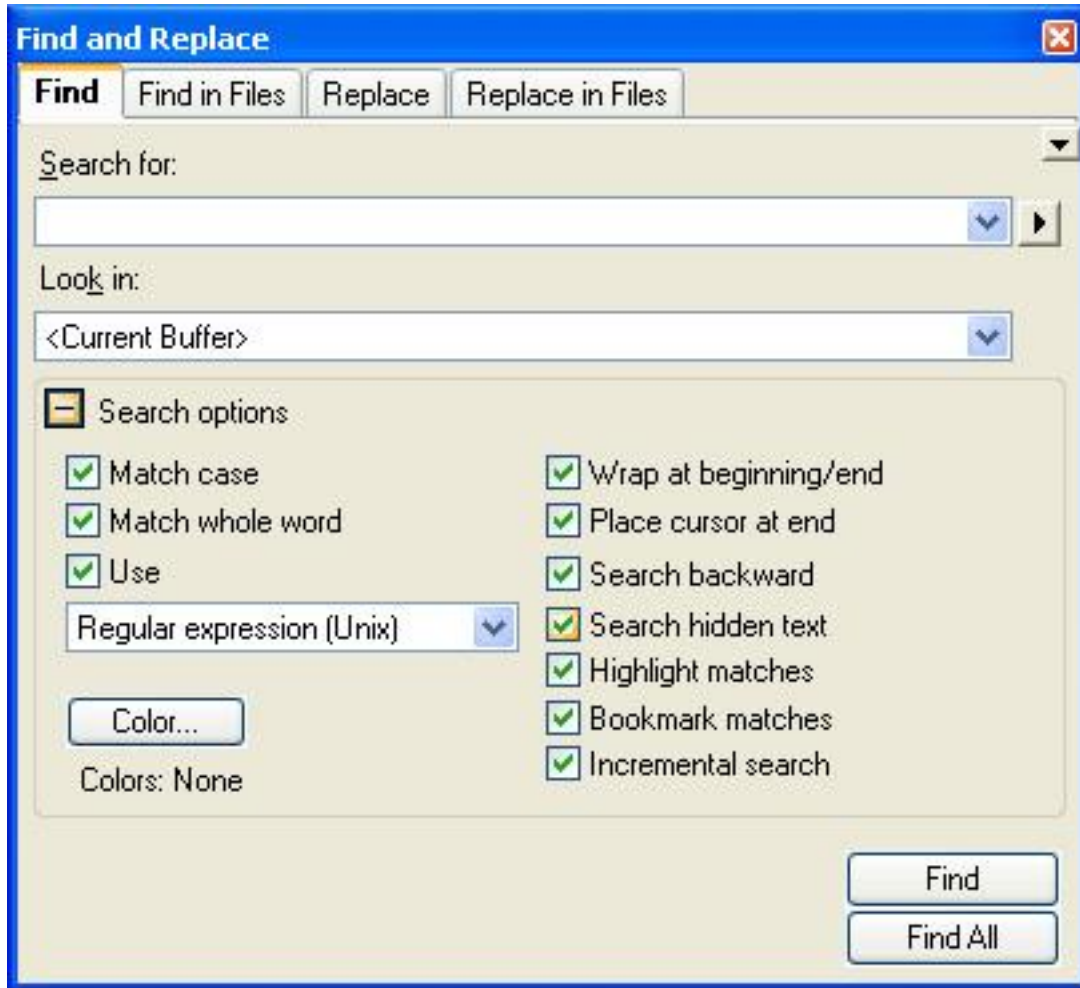 Find and Replace
Find Find in Files Replace Replace in Files
Search for:
Look in:
<Current Buffer>
Search options
Match case
Match whole word
Use
Regular expression (Unix)
Color...
Colors: None
Wrap at beginning/end
Place cursor at end
Search backward
Search hidden text
Highlight matches
Bookmark matches
Incremental search
Find
Find All